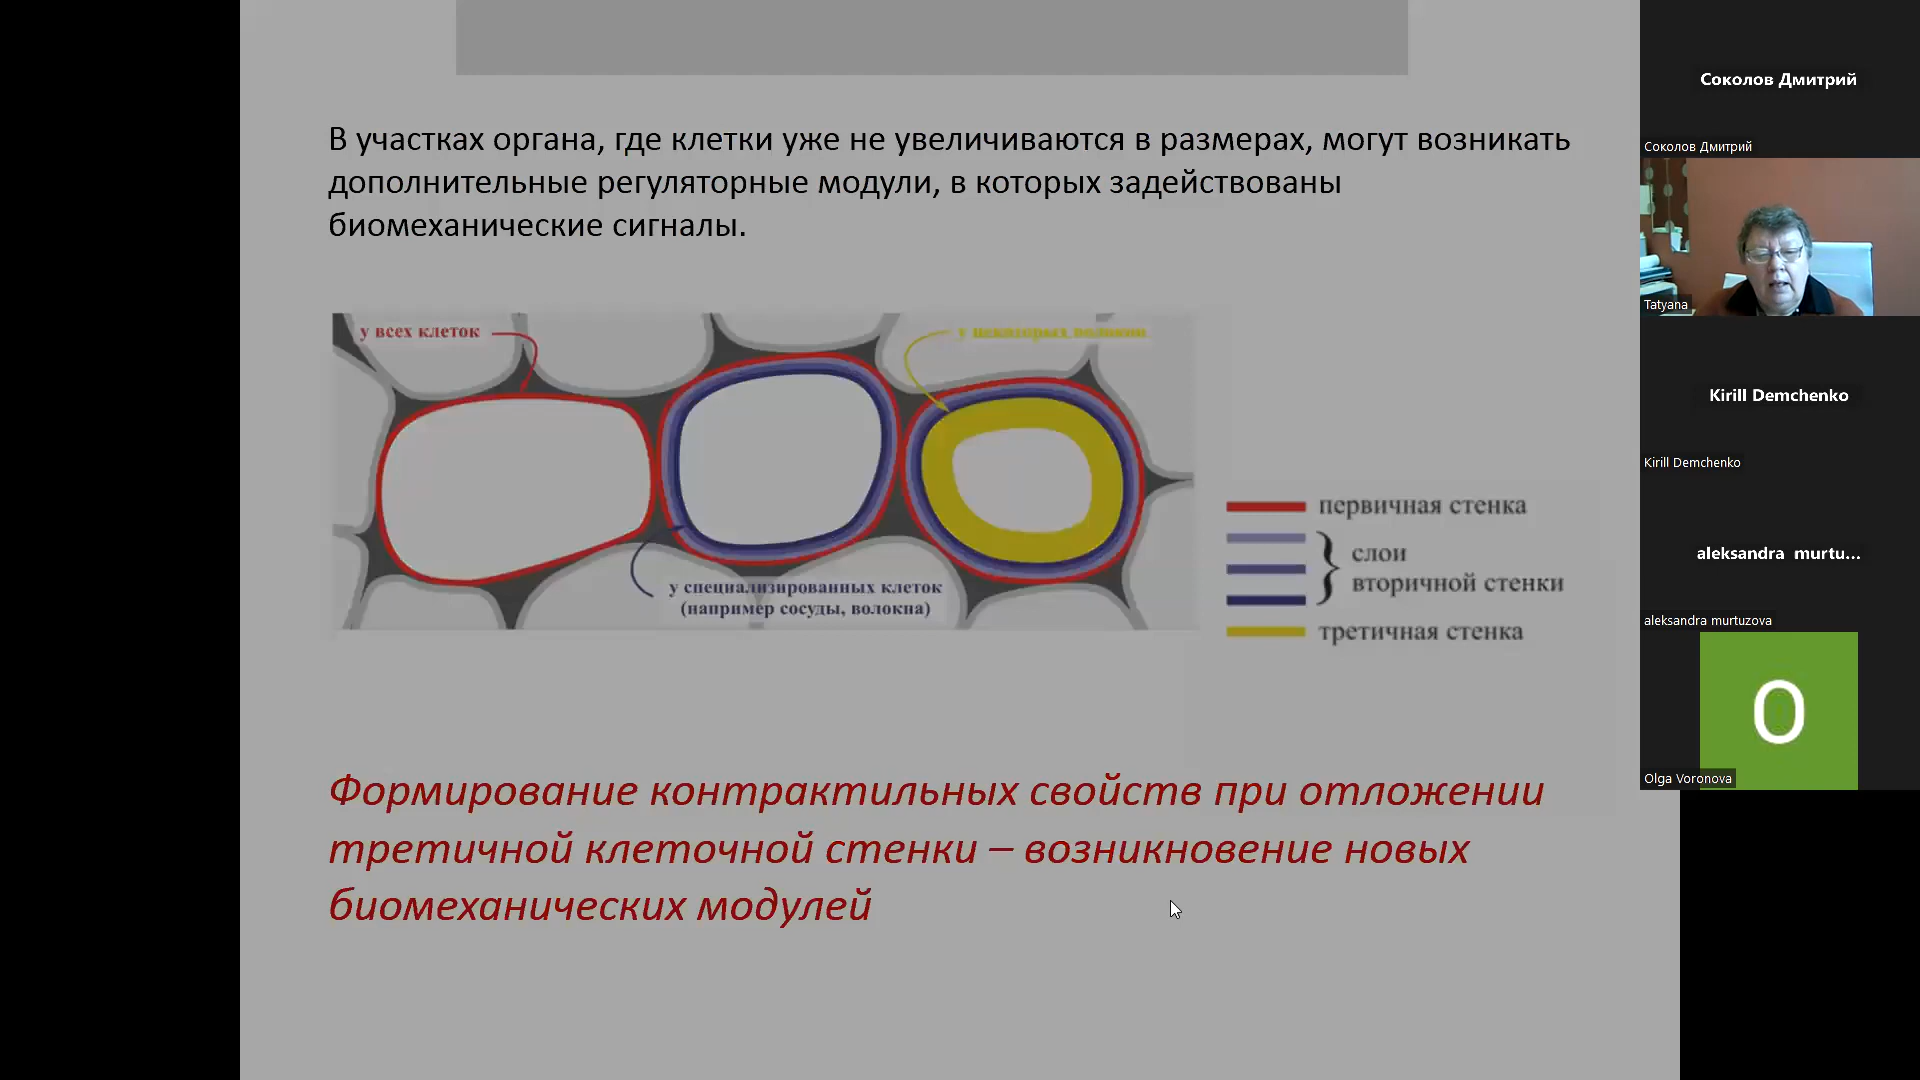 В участках органа, где клетки уже не увеличиваются в размерах, могут возникать
дополнительные регуляторные модули, в которых задействованы
биомеханические сигналы.
у всех клеток
у некоторых волокон
у специализированных клеток
(например сосуды, волокна)
первичная стенка
слои
вторичной стенки
третичная стенка
Формирование контрактильных свойств при отложении
третичной клеточной стенки – возникновение новых
биомеханических модулей
Соколов Дмитрий
Соколов Дмитрий
Tatyana
Kirill Demchenko
Kirill Demchenko
aleksandra murtu...
aleksandra murtuzova
O
Olga Voronova